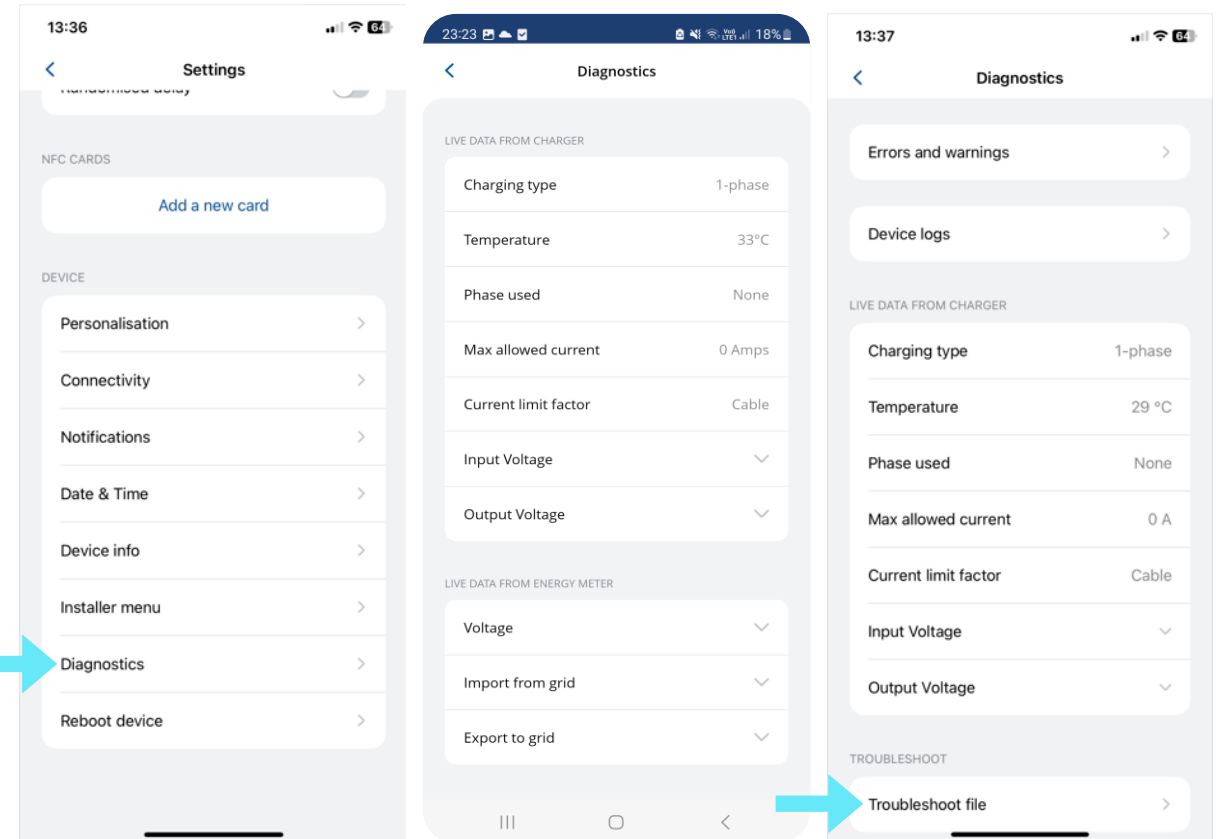 13:36
64
Settings
Randomised delay
NFC CARDS
Add a new card
DEVICE
Personalisation
Connectivity
Notifications
Date & Time
Device info
Installer menu
Diagnostics
Reboot device
23:23
18%
Diagnostics
LIVE DATA FROM CHARGER
Charging type 1-phase
Temperature 33°C
Phase used None
Max allowed current 0 Amps
Current limit factor Cable
Input Voltage
Output Voltage
LIVE DATA FROM ENERGY METER
Voltage
Import from grid
Export to grid
13:37
64
Diagnostics
Errors and warnings
Device logs
LIVE DATA FROM CHARGER
Charging type 1-phase
Temperature 29 °C
Phase used None
Max allowed current 0 A
Current limit factor Cable
Input Voltage
Output Voltage
TROUBLESHOOT
Troubleshoot file